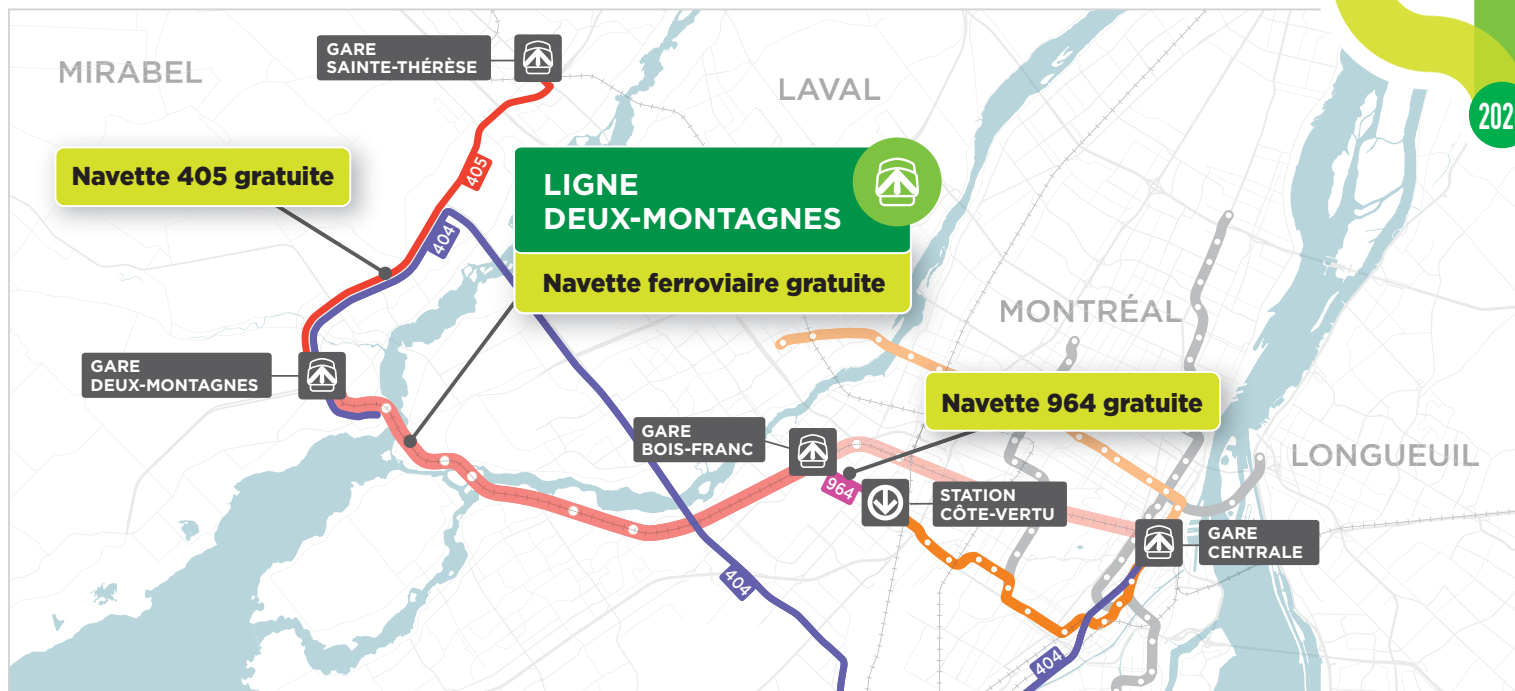 GARE
SAINTE-THÉRÈSE
MIRABEL
LAVAL
202
Navette 405 gratuite
405
LIGNE
DEUX-MONTAGNES
Navette ferroviaire gratuite
404
MONTRÉAL
GARE
DEUX-MONTAGNES
Navette 964 gratuite
GARE
BOIS-FRANC
LONGUEUIL
964
STATION
CÔTE-VERTU
GARE
CENTRALE
404
404